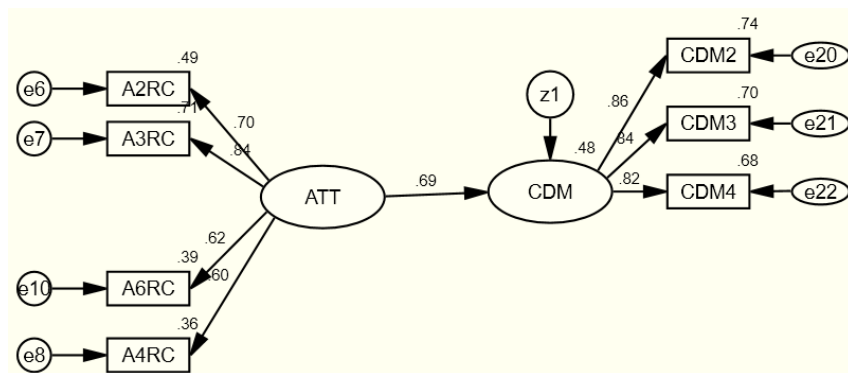 .74
.49
CDM2
e20
e6
A2RC
z1
.71
.86
.70
e7
A3RC
.70
CDM3
e21
.84
.48
.84
.68
ATT
.69
CDM
.82
CDM4
e22
.62
.39
.60
e10
A6RC
.36
e8
A4RC